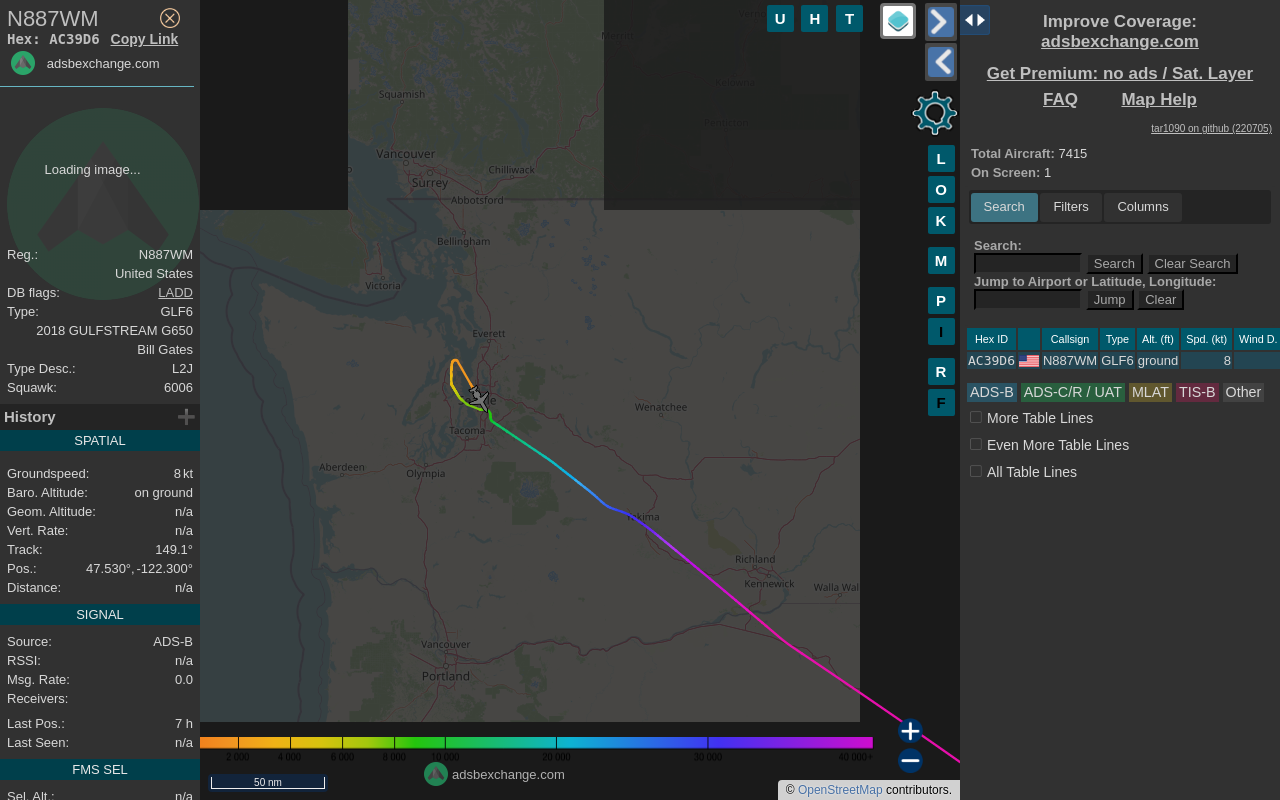 N887WM
Hex: AC39D6 Copy Link
adsbexchange.com
Loading image...
Reg.: N887WM
United States
DB flags: LADD
Type: GLF6
2018 GULFSTREAM G650
Bill Gates
Type Desc.: L2J
Squawk: 6006
History
SPATIAL
Groundspeed: 8 kt
Baro. Altitude: on ground
Geom. Altitude: n/a
Vert. Rate: n/a
Track: 149.1°
Pos.: 47.530°, -122.300°
Distance: n/a
SIGNAL
Source: ADS-B
RSSI: n/a
Msg. Rate: 0.0
Receivers:
Last Pos.: 7 h
Last Seen: n/a
FMS SEL
Sel. Alt.: n/a
U H T
Squamish
Vancouver
Surrey
Chilliwack
Abbotsford
Bellingham
Victoria
Everett
Tacoma
Wenatchee
Aberdeen
Olympia
Yakima
Richland
Kennewick
Walla Wal
Vancouver
Portland
L
O
K
M
P
I
R
F
2 000 4 000 6 000 8 000 10 000 20 000 30 000 40 000+
adsbexchange.com
50 nm
© OpenStreetMap contributors.
Improve Coverage:
adsbexchange.com
Get Premium: no ads / Sat. Layer
FAQ Map Help
tar1090 on github (220705)
Total Aircraft: 7415
On Screen: 1
Search Filters Columns
Search:
Search Clear Search
Jump to Airport or Latitude, Longitude:
Jump Clear
Hex ID Callsign Type Alt. (ft) Spd. (kt) Wind D.
AC39D6 N887WM GLF6 ground 8
ADS-B ADS-C/R / UAT MLAT TIS-B Other
More Table Lines
Even More Table Lines
All Table Lines